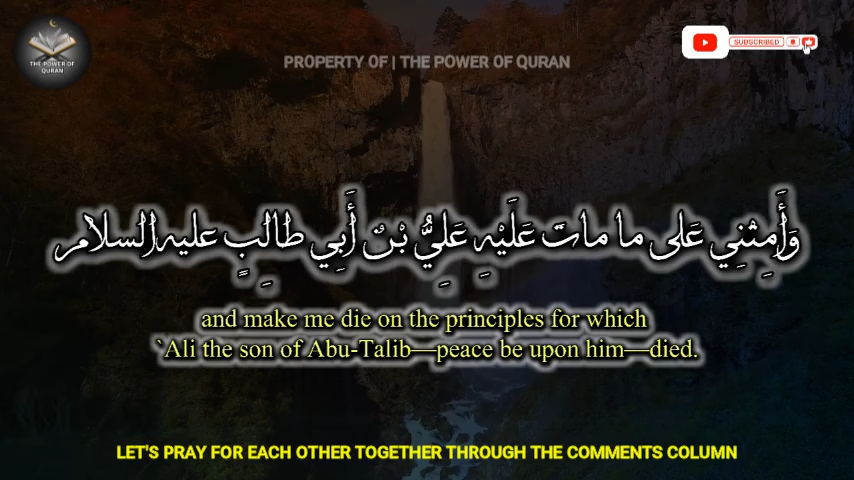 THE POWER OF
QURAN
PROPERTY OF | THE POWER OF QURAN
SUBSCRIBED
وَأَمِتْنِي عَلى ما ماتَ عَلَيْهِ عَلِيُّ بْنُ أَبِي طالِبٍ عليه السلام
and make me die on the principles for which
`Ali the son of Abu-Talib—peace be upon him—died.
LET'S PRAY FOR EACH OTHER TOGETHER THROUGH THE COMMENTS COLUMN